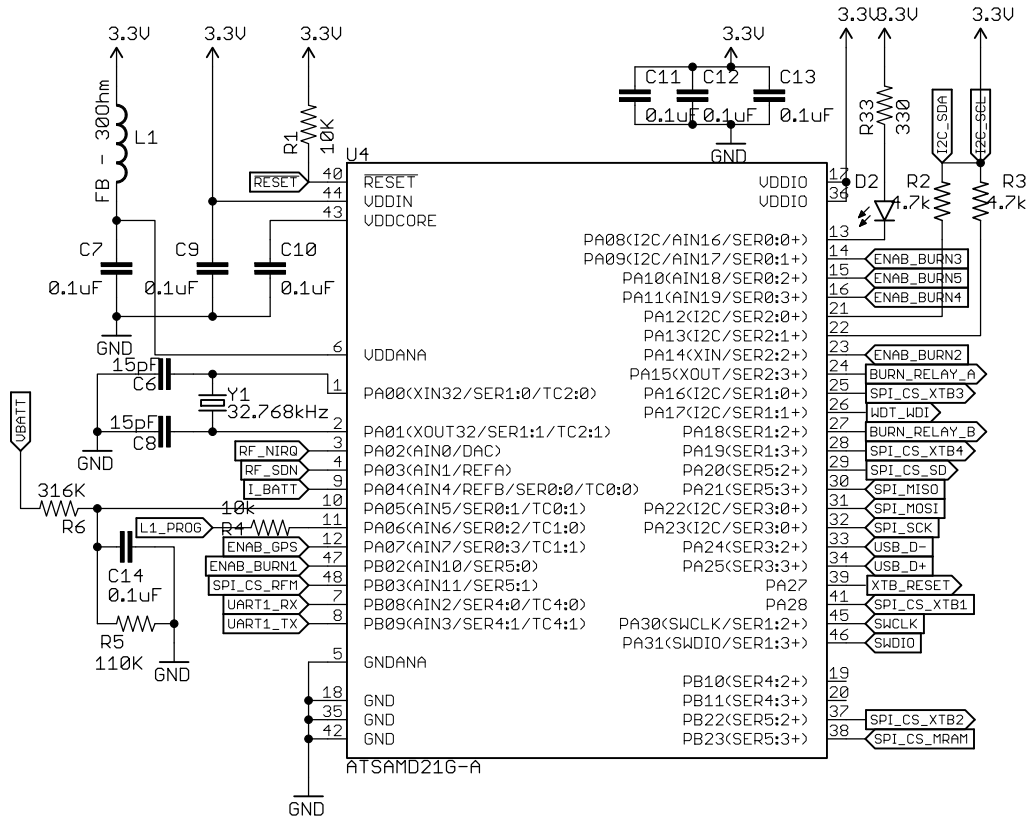 3.3V 3.3V 3.3V 3.3V 3.3V 3.3V 3.3V
FB - 30Ohm
L1
R1
10K
C11 C12 C13
0.1uF 0.1uF 0.1uF
GND
R33
330
I2C_SDA
I2C_SCL
U4
RESET
40 RESET
44 VDDIN
43 VDDCORE
C7 C9 C10
0.1uF 0.1uF 0.1uF
GND
6 VDDANA
15pF
C6
1 PA00(XIN32/SER1:0/TC2:0)
Y1
32.768kHz
15pF
C8
GND
2 PA01(XOUT32/SER1:1/TC2:1)
VBATT
RF_NIRQ 3 PA02(AIN0/DAC)
RF_SDN 4 PA03(AIN1/REFA)
I_BATT 9 PA04(AIN4/REFB/SER0:0/TC0:0)
316K
R6
10 PA05(AIN5/SER0:1/TC0:1)
10k
L1_PROG R4 11 PA06(AIN6/SER0:2/TC1:0)
ENAB_GPS 12 PA07(AIN7/SER0:3/TC1:1)
ENAB_BURN1 47 PB02(AIN10/SER5:0)
SPI_CS_RFM 48 PB03(AIN11/SER5:1)
UART1_RX 7 PB08(AIN2/SER4:0/TC4:0)
UART1_TX 8 PB09(AIN3/SER4:1/TC4:1)
C14
0.1uF
R5
110K
GND
5 GNDANA
18 GND
35 GND
42 GND
ATSAMD21G-A
GND
VDDIO 17
VDDIO 36
D2
R2
4.7k
R3
4.7k
PA08(I2C/AIN16/SER0:0+) 13
PA09(I2C/AIN17/SER0:1+) 14 ENAB_BURN3
PA10(AIN18/SER0:2+) 15 ENAB_BURN5
PA11(AIN19/SER0:3+) 16 ENAB_BURN4
PA12(I2C/SER2:0+) 21
PA13(I2C/SER2:1+) 22
PA14(XIN/SER2:2+) 23 ENAB_BURN2
PA15(XOUT/SER2:3+) 24 BURN_RELAY_A
PA16(I2C/SER1:0+) 25 SPI_CS_XTB3
PA17(I2C/SER1:1+) 26 WDT_WDI
PA18(SER1:2+) 27 BURN_RELAY_B
PA19(SER1:3+) 28 SPI_CS_XTB4
PA20(SER5:2+) 29 SPI_CS_SD
PA21(SER5:3+) 30 SPI_MISO
PA22(I2C/SER3:0+) 31 SPI_MOSI
PA23(I2C/SER3:0+) 32 SPI_SCK
PA24(SER3:2+) 33 USB_D-
PA25(SER3:3+) 34 USB_D+
PA27 39 XTB_RESET
PA28 41 SPI_CS_XTB1
PA30(SWCLK/SER1:2+) 45 SWCLK
PA31(SWDIO/SER1:3+) 46 SWDIO
PB10(SER4:2+) 19
PB11(SER4:3+) 20
PB22(SER5:2+) 37 SPI_CS_XTB2
PB23(SER5:3+) 38 SPI_CS_MRAM